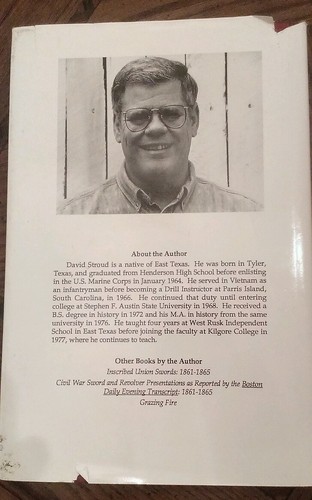 About the Author
David Stroud is a native of East Texas. He was born in Tyler,
Texas, and graduated from Henderson High School before enlisting
in the U.S. Marine Corps in January 1964. He served in Vietnam as
an infantryman before becoming a Drill Instructor at Parris Island,
South Carolina, in 1966. He continued that duty until entering
college at Stephen F. Austin State University in 1968. He received a
B.S. degree in history in 1972 and his M.A. in history from the same
university in 1976. He taught four years at West Rusk Independent
School in East Texas before joining the faculty at Kilgore College in
1977, where he continues to teach.
Other Books by the Author
Inscribed Union Swords: 1861-1865
Civil War Sword and Revolver Presentations as Reported by the Boston
Daily Evening Transcript: 1861-1865
Grazing Fire